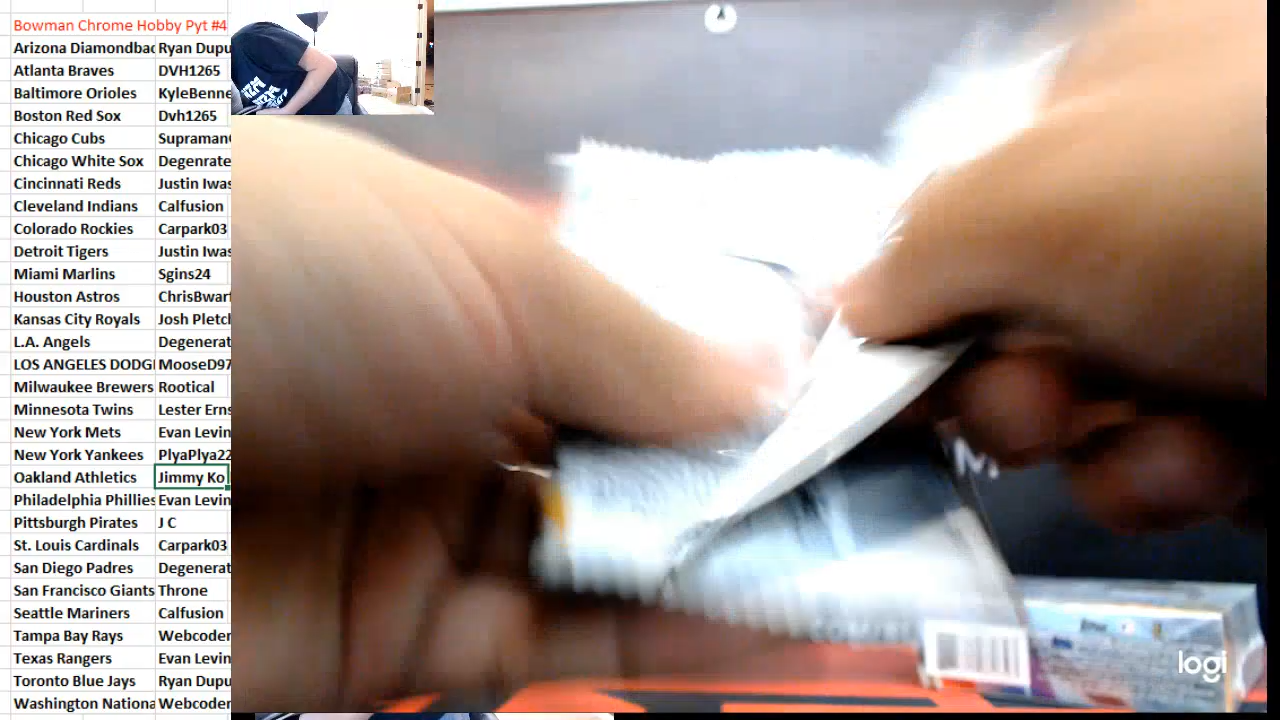 Bowman Chrome Hobby Pyt #4
Arizona Diamondbac Ryan Dupu
Atlanta Braves DVH1265
Baltimore Orioles KyleBenne
Boston Red Sox Dvh1265
Chicago Cubs Supraman
Chicago White Sox Degenrate
Cincinnati Reds Justin Iwas
Cleveland Indians Calfusion
Colorado Rockies Carpark03
Detroit Tigers Justin Iwas
Miami Marlins Sgins24
Houston Astros ChrisBwar
Kansas City Royals Josh Pletch
L.A. Angels Degenerat
LOS ANGELES DODG MooseD97
Milwaukee Brewers Rootical
Minnesota Twins Lester Erns
New York Mets Evan Levin
New York Yankees PlyaPlya22
Oakland Athletics Jimmy Ko
Philadelphia Phillies Evan Levin
Pittsburgh Pirates J C
St. Louis Cardinals Carpark03
San Diego Padres Degenerat
San Francisco Giants Throne
Seattle Mariners Calfusion
Tampa Bay Rays Webcoder
Texas Rangers Evan Levin
Toronto Blue Jays Ryan Dupu
Washington Nationa Webcoder
logi